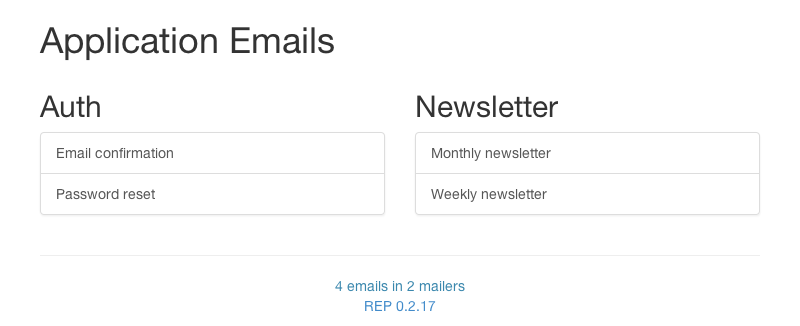 Application Emails
Auth
Email confirmation
Password reset
Newsletter
Monthly newsletter
Weekly newsletter
4 emails in 2 mailers
REP 0.2.17